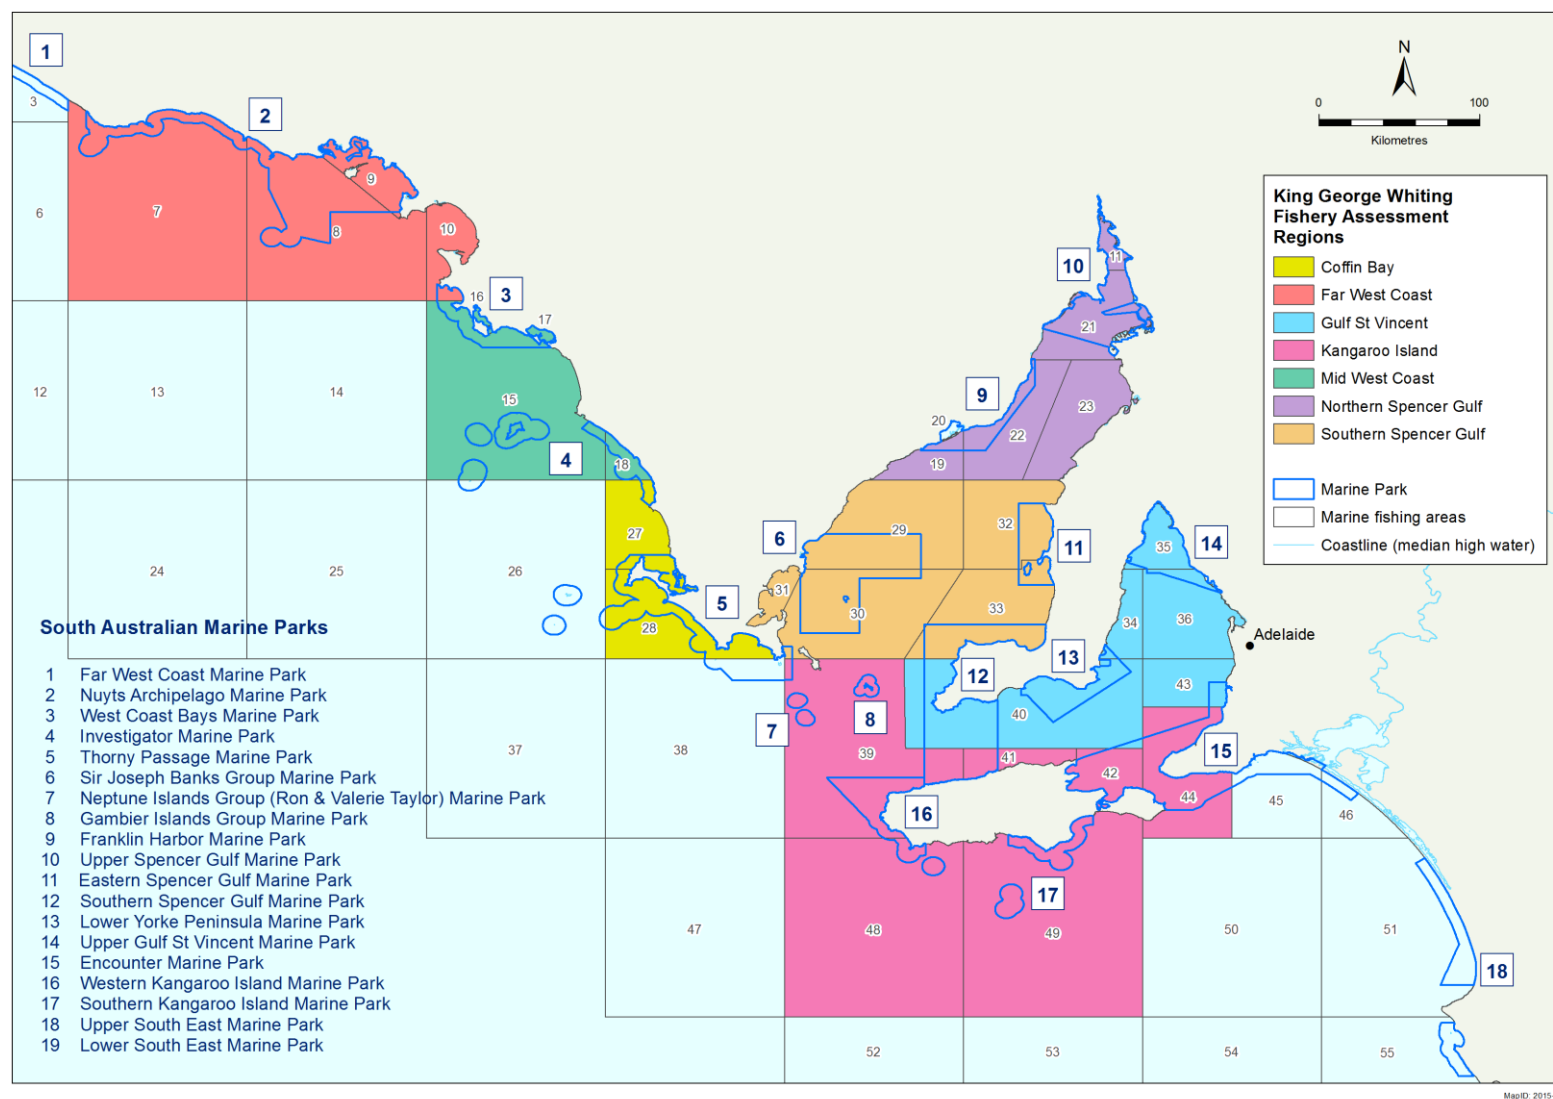 1
N
2
3
0 100
Kilometres
9
King George Whiting
Fishery Assessment
Regions
6
7
8
10
10
11
Coffin Bay
Far West Coast
Gulf St Vincent
Kangaroo Island
Mid West Coast
Northern Spencer Gulf
Southern Spencer Gulf
Marine Park
Marine fishing areas
Coastline (median high water)
16
3
17
21
12
13
14
15
9
23
20
22
4
18
19
27
6
29
32
11
35
14
24
25
26
31
5
30
33
34
36
28
South Australian Marine Parks
Adelaide
13
12
43
1 Far West Coast Marine Park
2 Nuyts Archipelago Marine Park
3 West Coast Bays Marine Park
4 Investigator Marine Park
5 Thorny Passage Marine Park
6 Sir Joseph Banks Group Marine Park
7 Neptune Islands Group (Ron & Valerie Taylor) Marine Park
8 Gambier Islands Group Marine Park
9 Franklin Harbor Marine Park
10 Upper Spencer Gulf Marine Park
11 Eastern Spencer Gulf Marine Park
12 Southern Spencer Gulf Marine Park
13 Lower Yorke Peninsula Marine Park
14 Upper Gulf St Vincent Marine Park
15 Encounter Marine Park
16 Western Kangaroo Island Marine Park
17 Southern Kangaroo Island Marine Park
18 Upper South East Marine Park
19 Lower South East Marine Park
37
38
7
8
40
39
41
42
15
44
45
46
16
17
47
48
49
50
51
18
52
53
54
55
MapID: 2015-